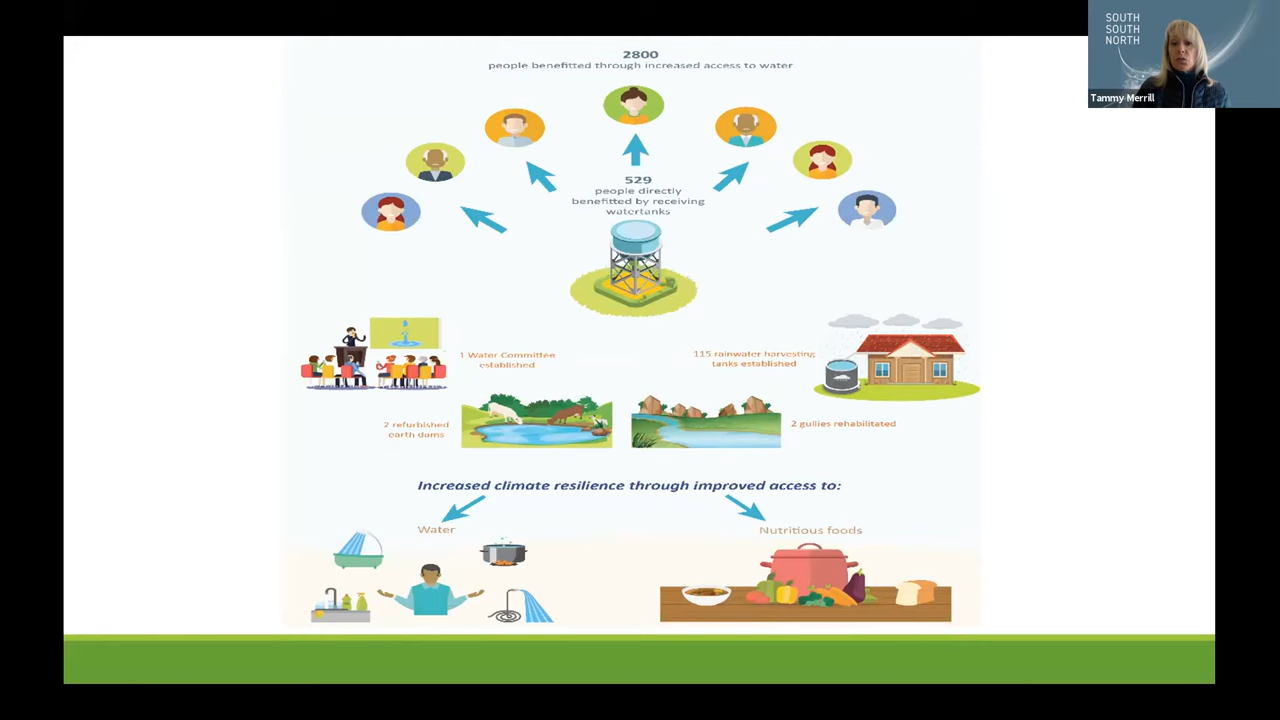 SOUTH
SOUTH
NORTH
Tammy Merrill
2800
people benefitted through increased access to water
529
people directly
benefitted by receiving
watertanks
1 Water Committee
established
115 rainwater harvesting
tanks established
2 refurbished
earth dams
2 gullies rehabilitated
Increased climate resilience through improved access to:
Water
Nutritious foods